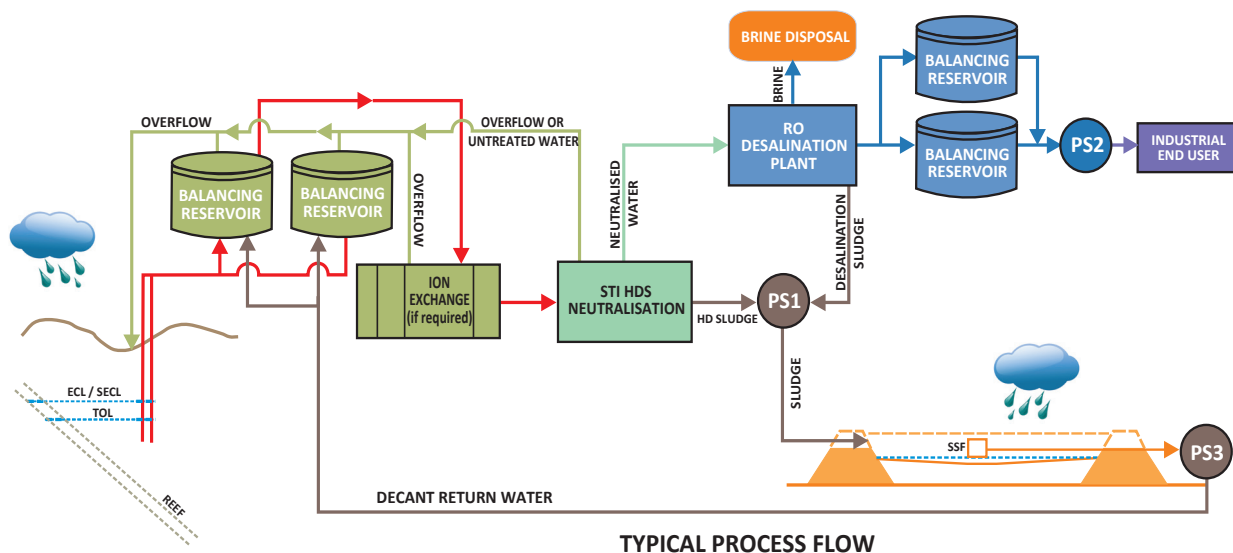 BRINE DISPOSAL
BRINE
BALANCING
RESERVOIR
BALANCING
RESERVOIR
PS2
INDUSTRIAL
END USER
RO
DESALINATION
PLANT
OVERFLOW
OVERFLOW OR
UNTREATED WATER
BALANCING
RESERVOIR
BALANCING
RESERVOIR
OVERFLOW
NEUTRALISED
WATER
DESALINATION
SLUDGE
ION
EXCHANGE
(if required)
STI HDS
NEUTRALISATION
HD SLUDGE
PS1
SLUDGE
ECL / SECL
TOL
REEF
SSF
PS3
DECANT RETURN WATER
TYPICAL PROCESS FLOW